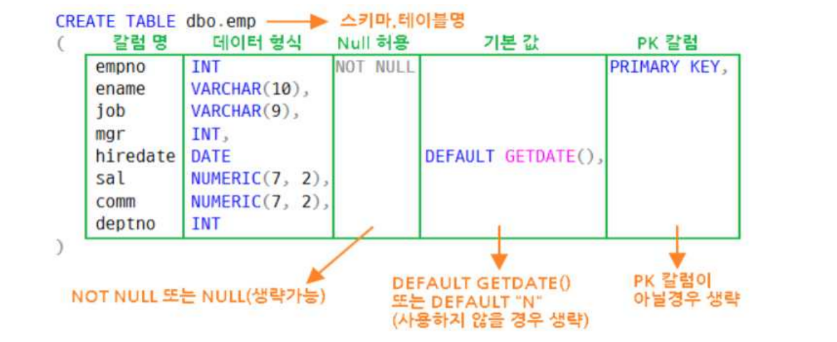 CREATE TABLE dbo.emp 스키마,테이블명
( 칼럼 명 데이터 형식 Null 허용 기본 값 PK 칼럼
empno INT NOT NULL PRIMARY KEY,
ename VARCHAR(10),
job VARCHAR(9),
mgr INT,
hiredate DATE DEFAULT GETDATE(),
sal NUMERIC(7, 2),
comm NUMERIC(7, 2),
deptno INT
)
NOT NULL 또는 NULL(생략가능)
DEFAULT GETDATE()
또는 DEFAULT "N"
(사용하지 않을 경우 생략)
PK 칼럼이
아닐경우 생략